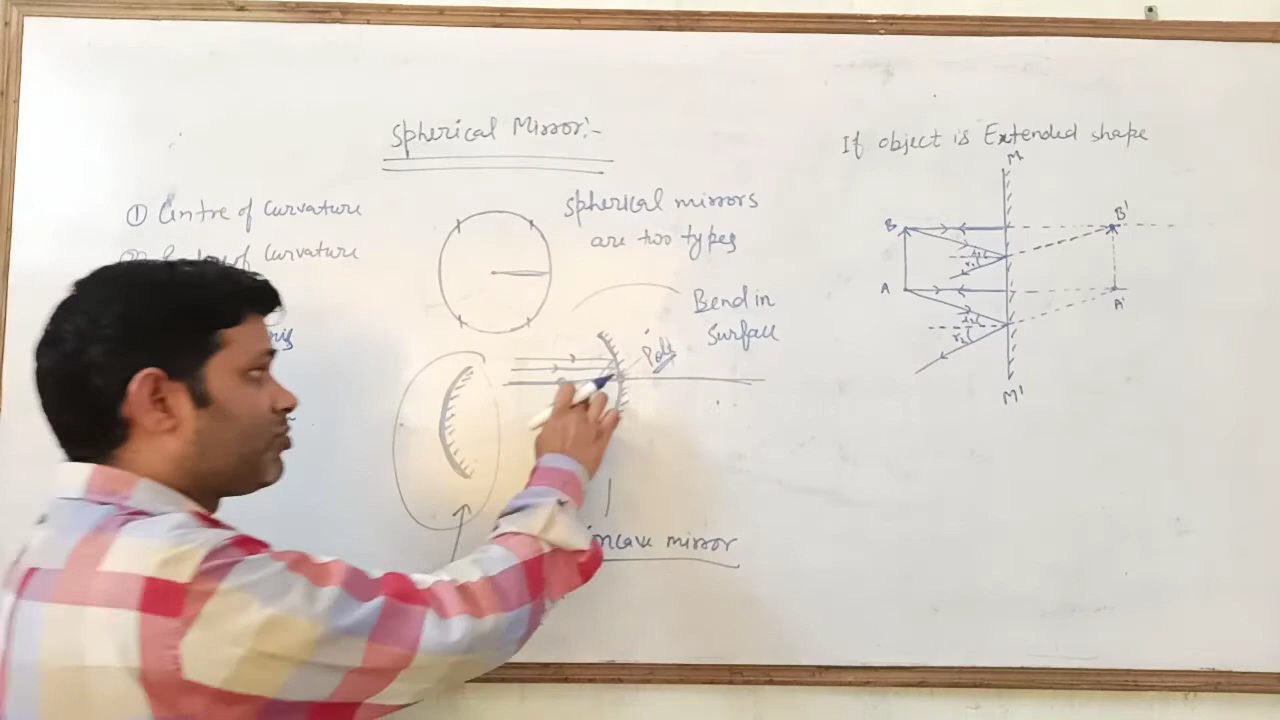 Spherical Mirror:-
① Centre of Curvature
of Curvature
spherical mirrors
are two types
Bend in
Surface
Pole
mirror
If object is Extended shape
M
B
B'
A
A'
M'